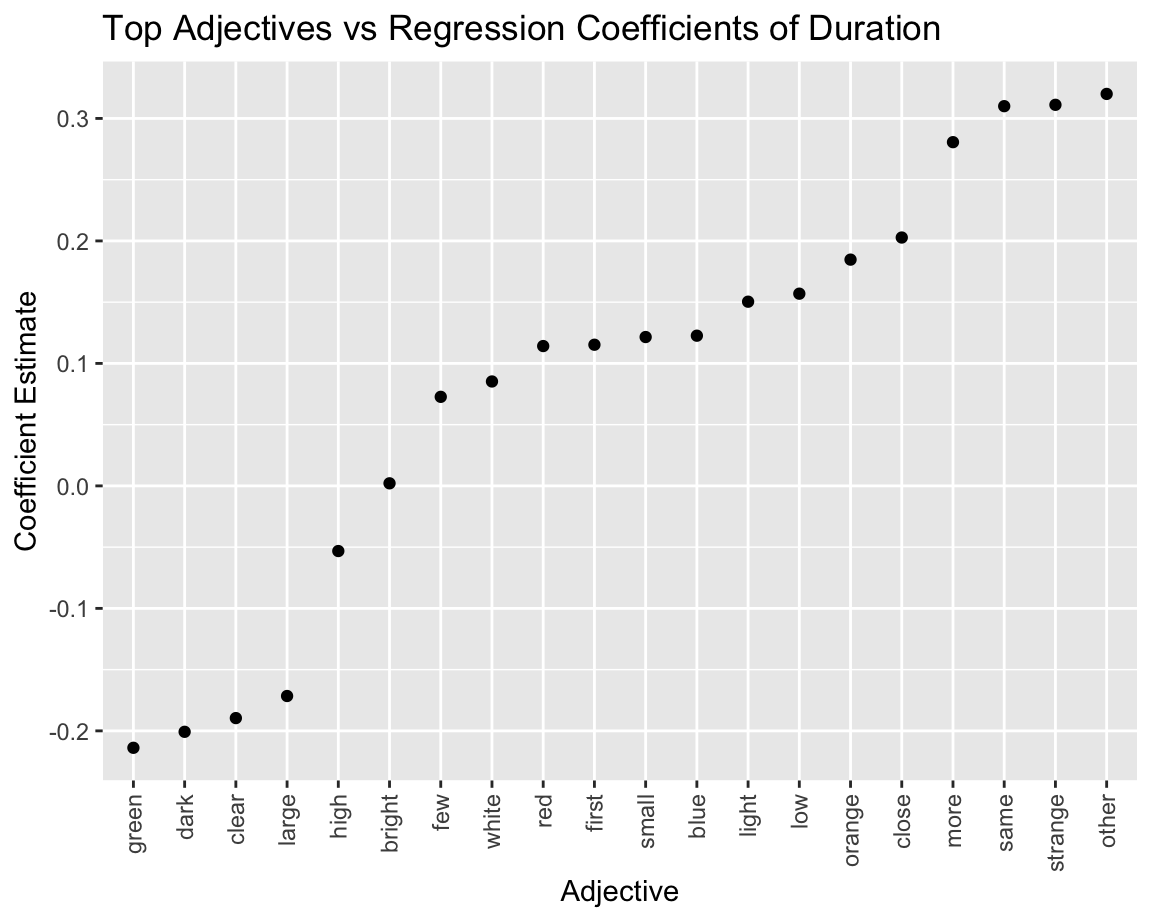 Top Adjectives vs Regression Coefficients of Duration
Coefficient Estimate
0.3
0.2
0.1
0.0
-0.1
-0.2
green
dark
clear
large
high
bright
few
white
red
first
small
blue
light
low
orange
close
more
same
strange
other
Adjective